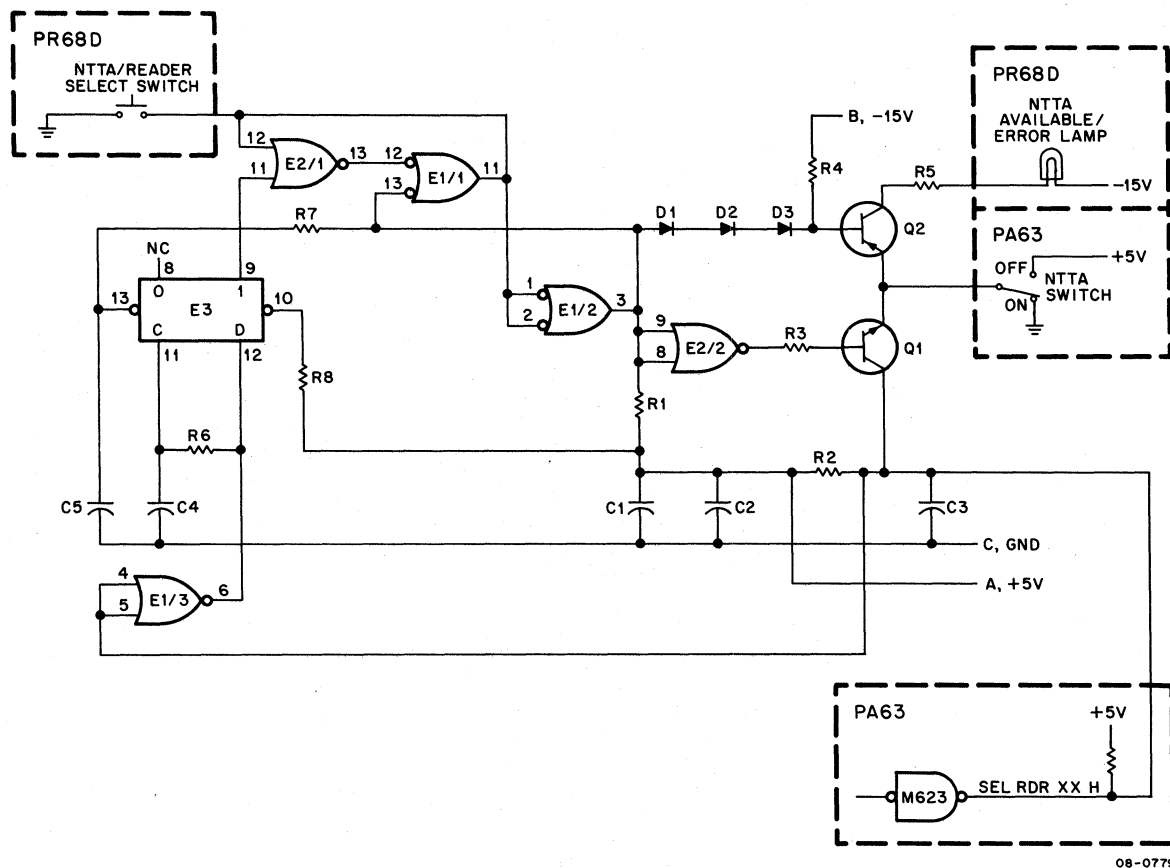 PR68D
NTTA/READER
SELECT SWITCH
12
11
E2/1
13
12
13
E1/1
11
B, -15V
R4
R5
PR68D
NTTA
AVAILABLE/
ERROR LAMP
-15V
R7
D1
D2
D3
Q2
PA63
OFF
ON
NTTA
SWITCH
+5V
NC
8
9
0
1
13
E3
10
C
D
11
12
1
2
E1/2
3
9
8
E2/2
R3
Q1
R8
R1
R6
R2
C5
C4
C1
C2
C3
C, GND
A, +5V
4
5
E1/3
6
PA63
+5V
M623
SEL RDR XX H
08-0779